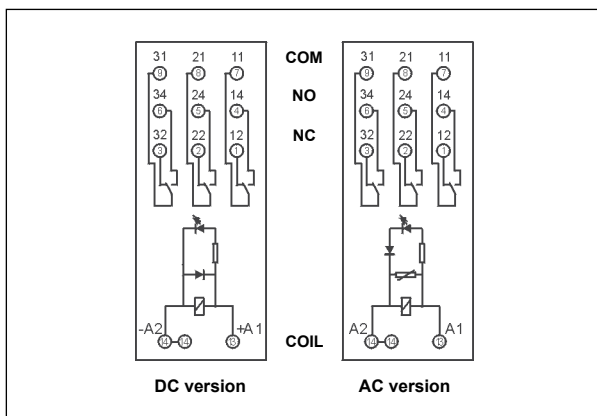 31 21 11 COM 31 21 11
9 8 7 9 8 7
34 24 14 NO 34 24 14
6 5 4 6 5 4
32 22 12 NC 32 22 12
3 2 1 3 2 1
-A2 +A1 A2 A1
14 14 13 COIL 14 14 13
DC version AC version